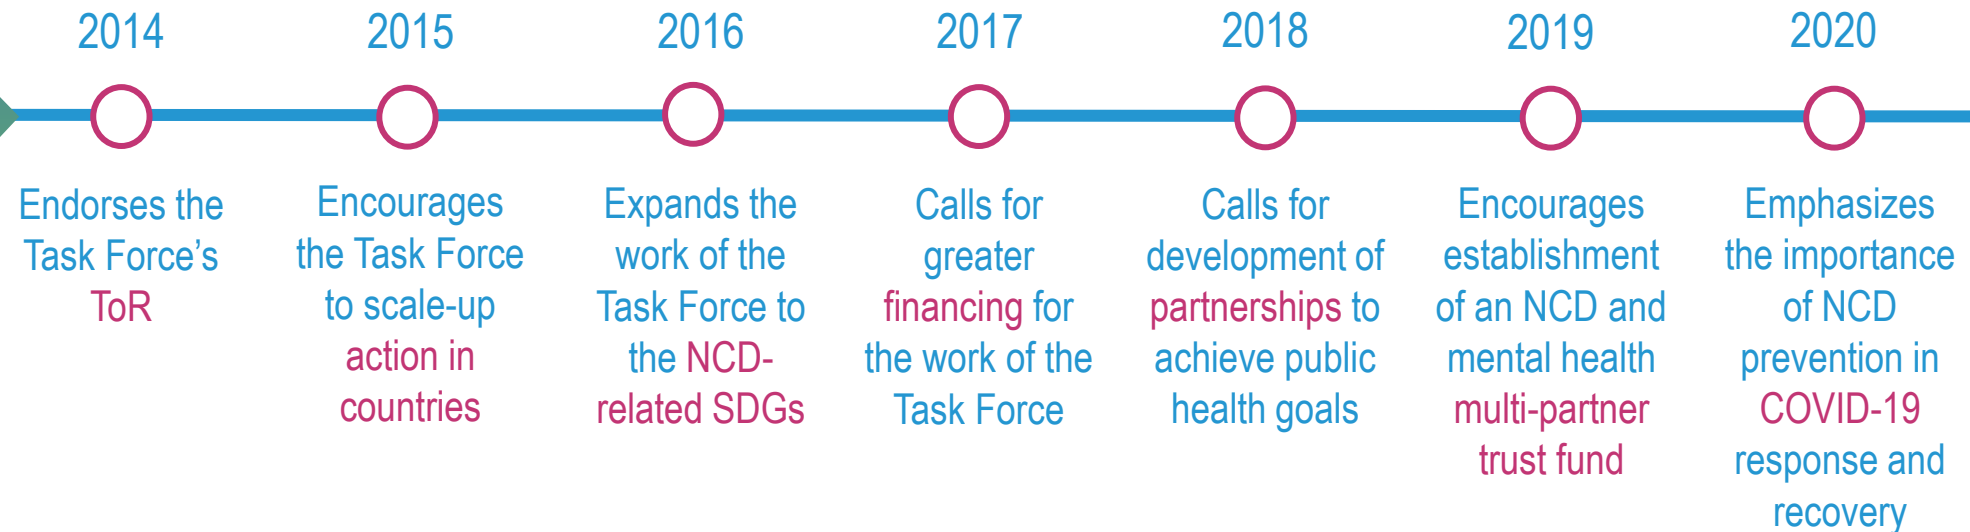 2014
Endorses the
Task Force’s
ToR
2015
Encourages
the Task Force
to scale-up
action in
countries
2016
Expands the
work of the
Task Force to
the NCD-
related SDGs
2017
Calls for
greater
financing for
the work of the
Task Force
2018
Calls for
development of
partnerships to
achieve public
health goals
2019
Encourages
establishment
of an NCD and
mental health
multi-partner
trust fund
2020
Emphasizes
the importance
of NCD
prevention in
COVID-19
response and
recovery